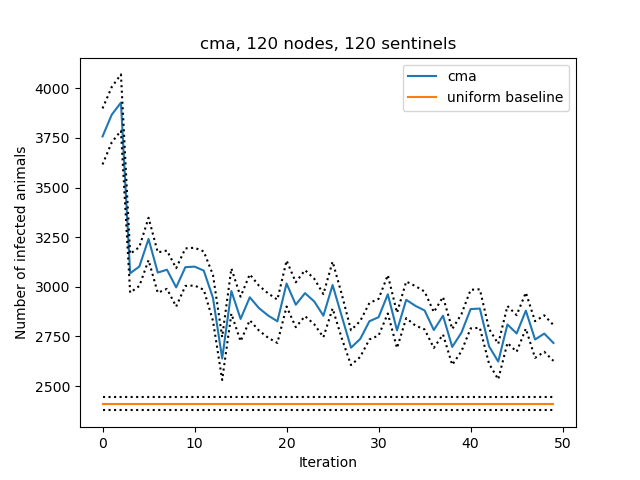 cma, 120 nodes, 120 sentinels
cma
uniform baseline
Number of infected animals
4000
3750
3500
3250
3000
2750
2500
0 10 20 30 40 50
Iteration